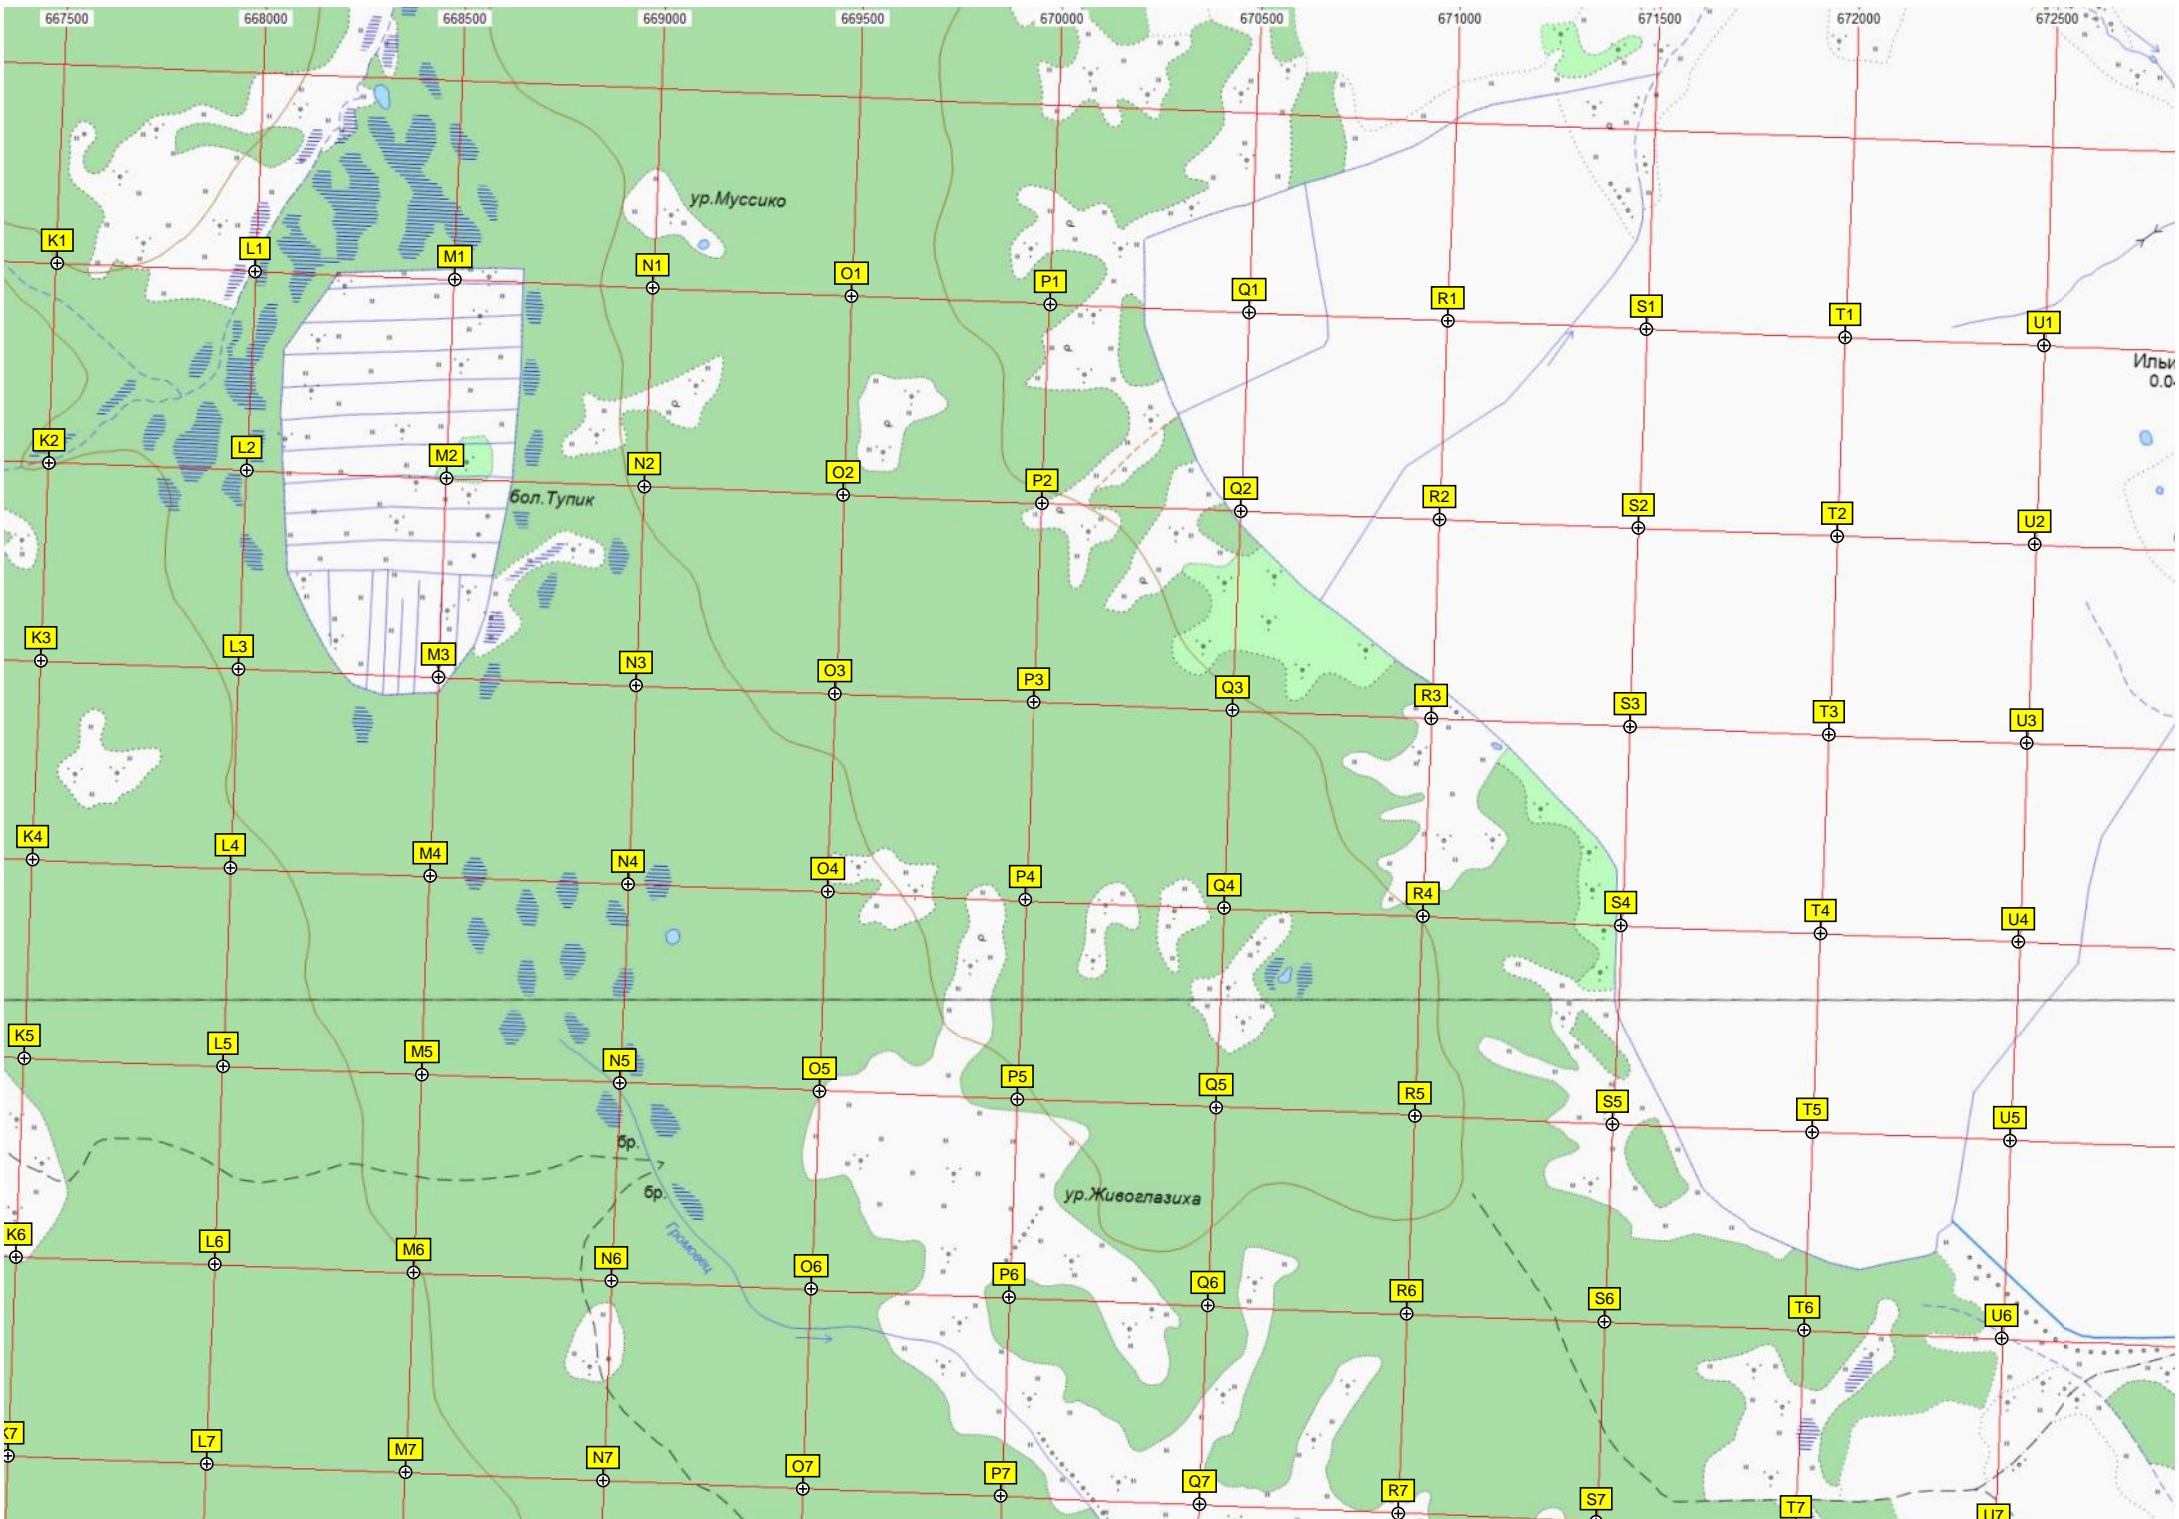 667500 668000 668500 669000 669500 670000 670500 671000 671500 672000 672500
ур.Муссико
K1 L1 M1 N1 O1 P1 Q1 R1 S1 T1 U1
0.0
K2 L2 M2 N2 O2 P2 Q2 R2 S2 T2 U2
бол.Тупик
K3 L3 M3 N3 O3 P3 Q3 R3 S3 T3 U3
K4 L4 M4 N4 O4 P4 Q4 R4 S4 T4 U4
K5 L5 M5 N5 O5 P5 Q5 R5 S5 T5 U5
бр.
бр.
ур.Живоглазиха
Громовец
K6 L6 M6 N6 O6 P6 Q6 R6 S6 T6 U6
K7 L7 M7 N7 O7 P7 Q7 R7 S7 T7 U7